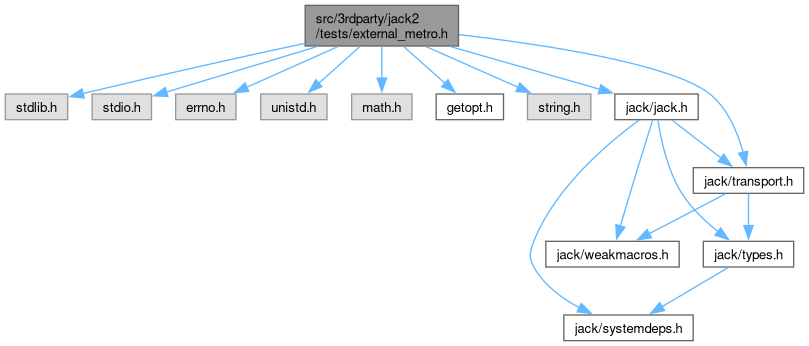 src/3rdparty/jack2
/tests/external_metro.h
stdlib.h
stdio.h
errno.h
unistd.h
math.h
getopt.h
string.h
jack/jack.h
jack/transport.h
jack/weakmacros.h
jack/types.h
jack/systemdeps.h